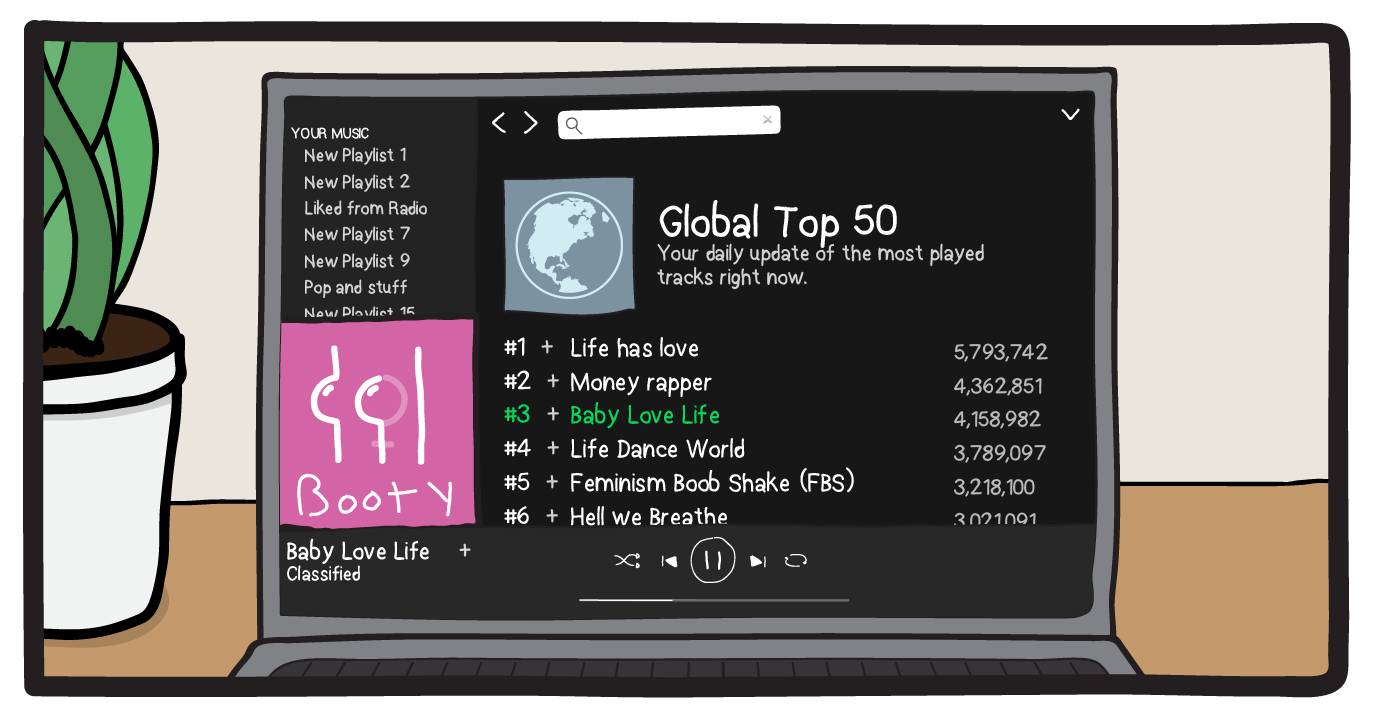 YOUR MUSIC
New Playlist 1
New Playlist 2
Liked from Radio
New Playlist 7
New Playlist 9
Pop and stuff
New Playlist 15
Booty
Baby Love Life +
Classified
Global Top 50
Your daily update of the most played
tracks right now.
#1 + Life has love 5,793,742
#2 + Money rapper 4,362,851
#3 + Baby Love Life 4,158,982
#4 + Life Dance World 3,789,097
#5 + Feminism Boob Shake (FBS) 3,218,100
#6 + Hell we Breathe 3,021,091